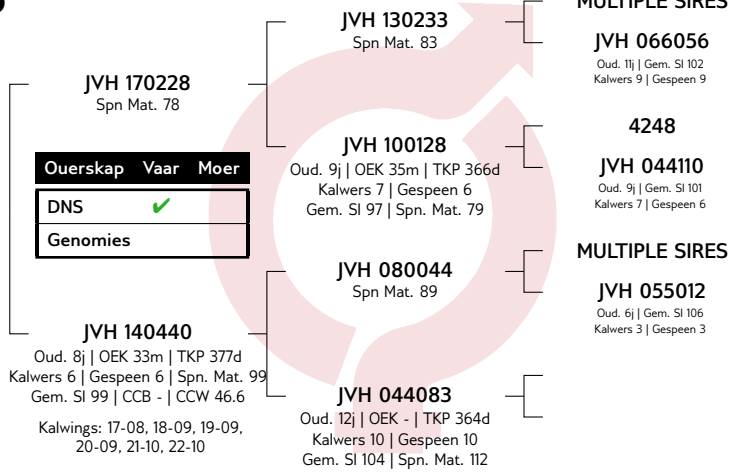 JVH 170228
Spn Mat. 78
Ouerskap Vaar Moer
DNS ✔
Genomies
JVH 140440
Oud. 8j | OEK 33m | TKP 377d
Kalwers 6 | Gespeen 6 | Spn. Mat. 99
Gem. SI 99 | CCB - | CCW 46.6
Kalwings: 17-08, 18-09, 19-09,
20-09, 21-10, 22-10
JVH 130233
Spn Mat. 83
JVH 100128
Oud. 9j | OEK 35m | TKP 366d
Kalwers 7 | Gespeen 6
Gem. SI 97 | Spn. Mat. 79
JVH 080044
Spn Mat. 89
JVH 044083
Oud. 12j | OEK - | TKP 364d
Kalwers 10 | Gespeen 10
Gem. SI 104 | Spn. Mat. 112
MULTIPLE SIRES
JVH 066056
Oud. 11j | Gem. SI 102
Kalwers 9 | Gespeen 9
4248
JVH 044110
Oud. 9j | Gem. SI 101
Kalwers 7 | Gespeen 6
MULTIPLE SIRES
JVH 055012
Oud. 6j | Gem. SI 106
Kalwers 3 | Gespeen 3